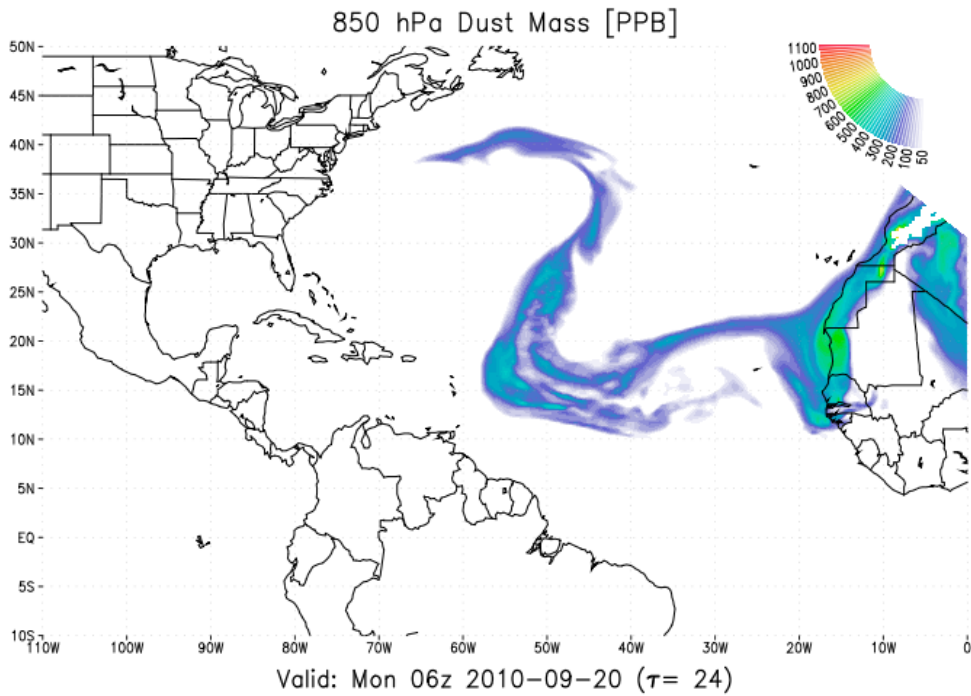 850 hPa Dust Mass [PPB]
50N
45N
40N
35N
30N
25N
20N
15N
10N
5N
EQ
5S
10S
110W 100W 90W 80W 70W 60W 50W 40W 30W 20W 10W 0
1100
1000
900
800
700
600
500
400
300
200
100
50
Valid: Mon 06z 2010-09-20 (τ= 24)